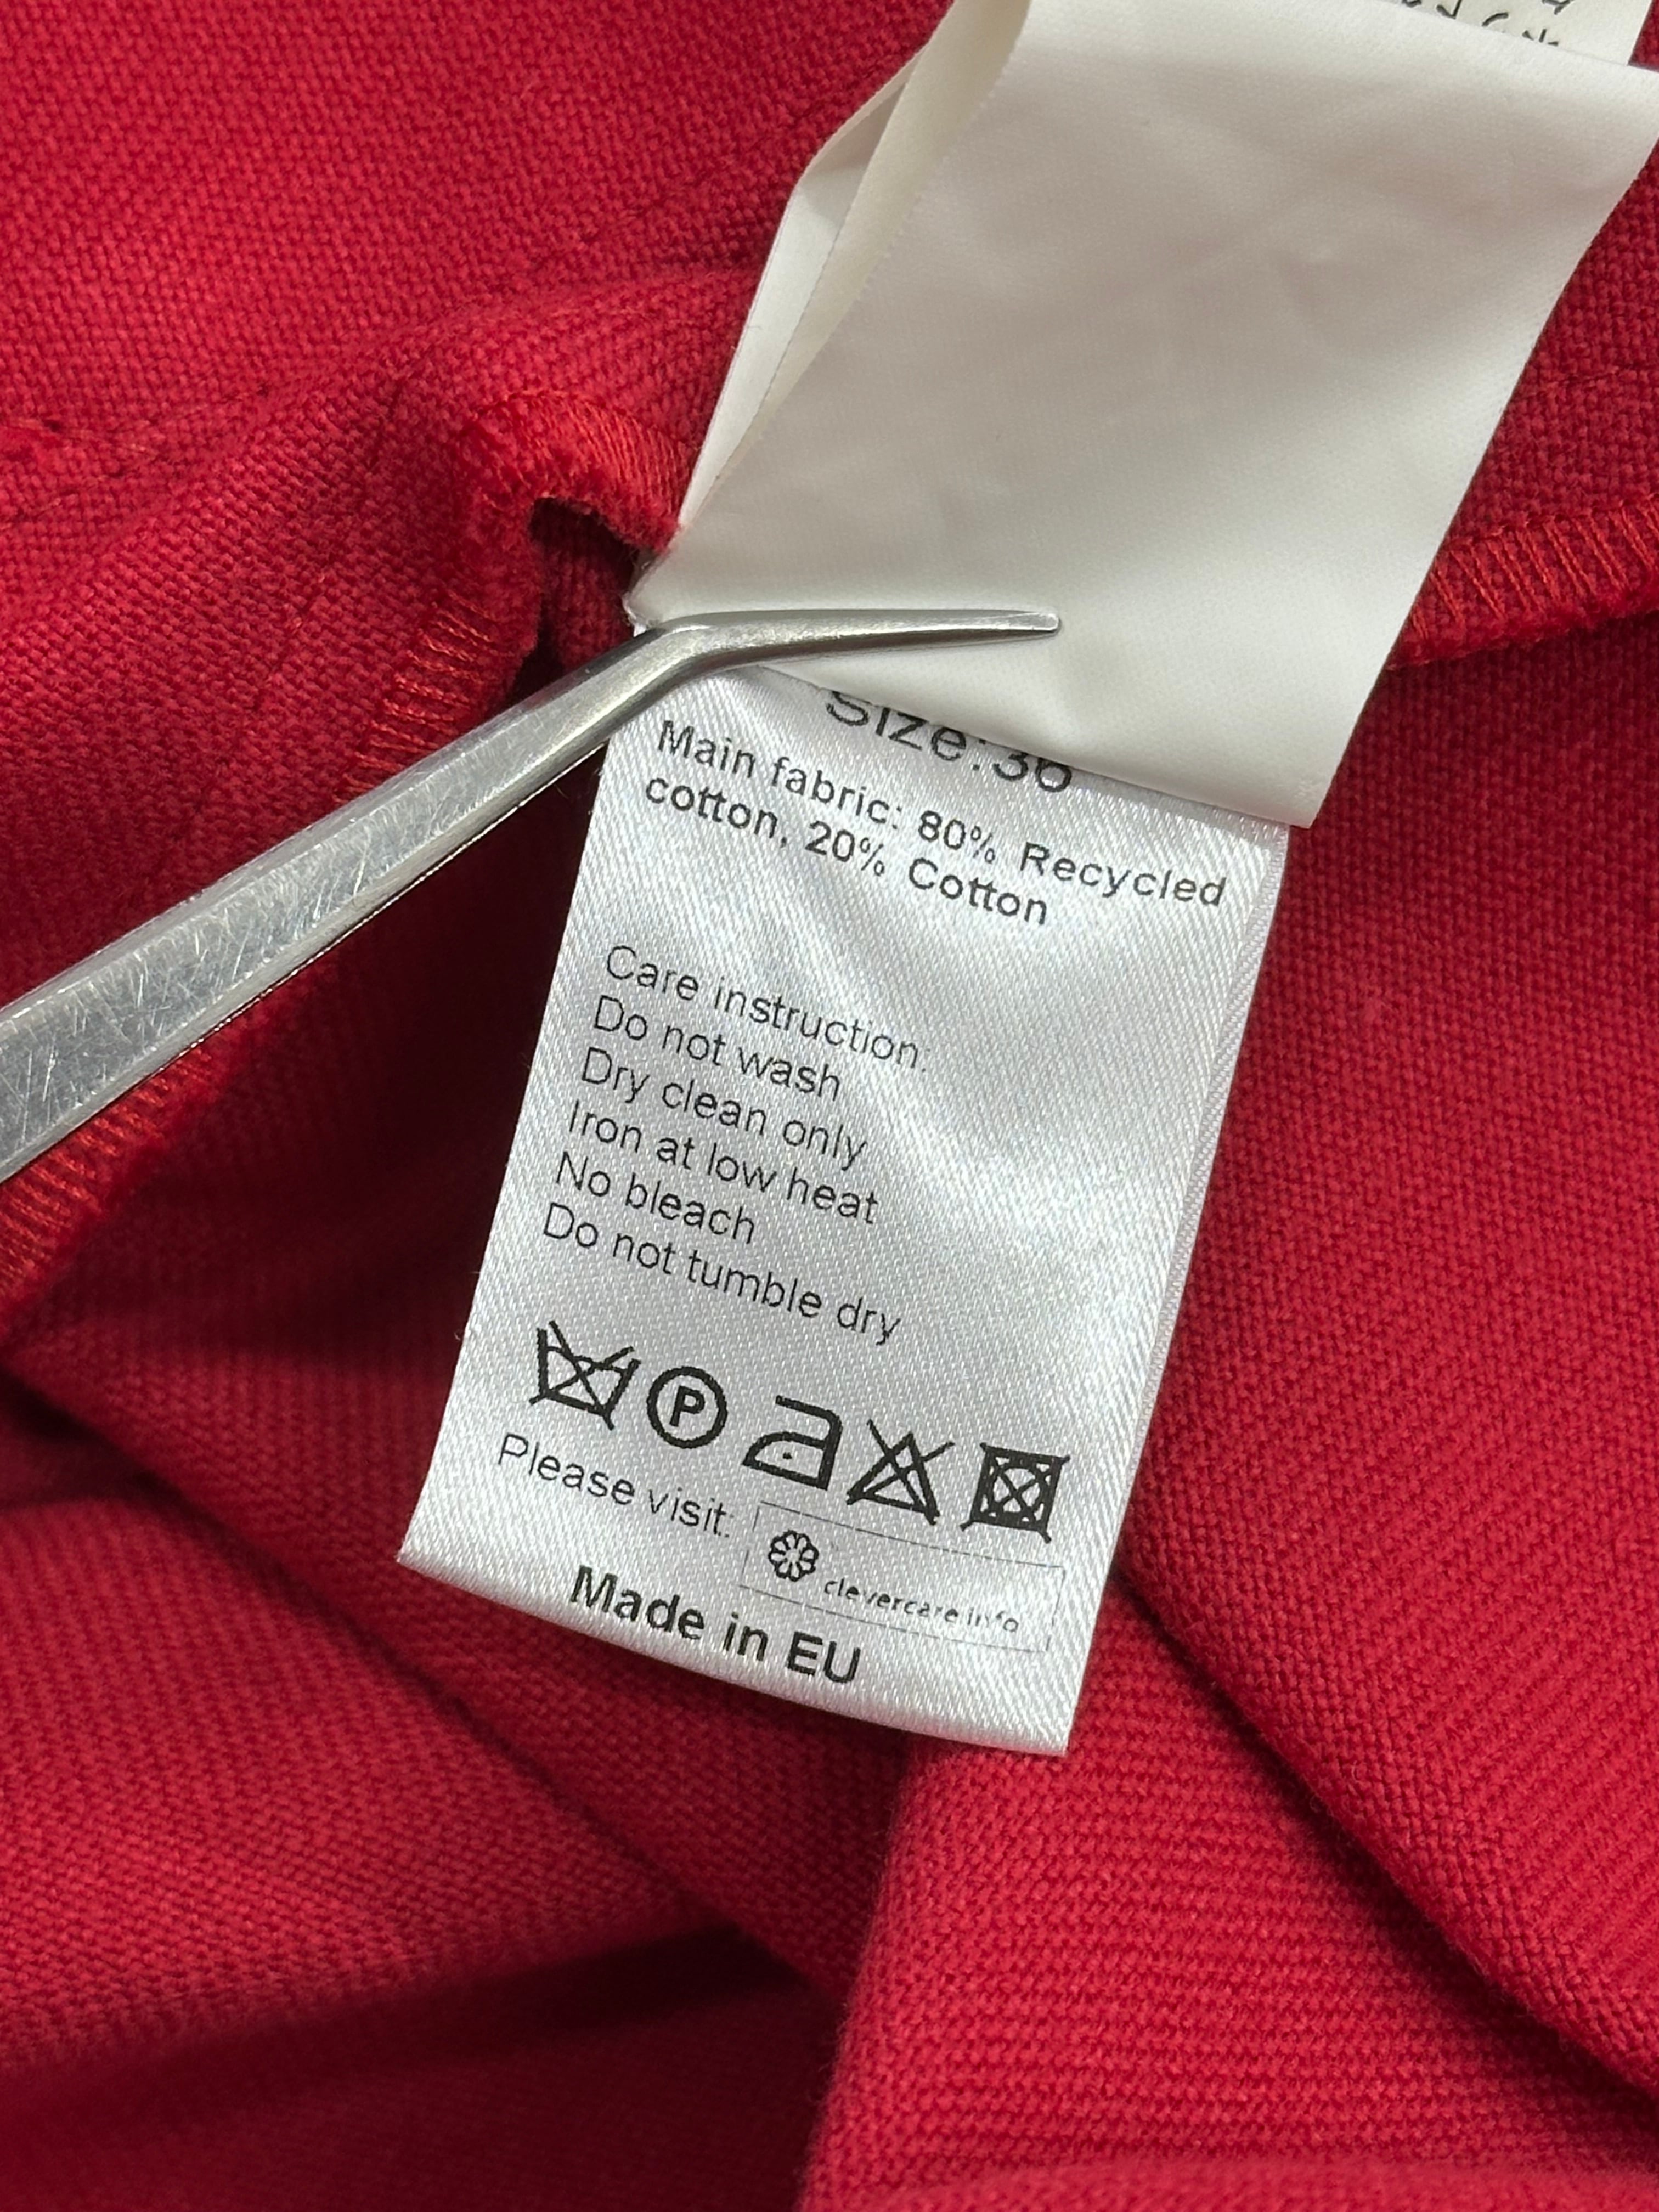 Size:36
Main fabric: 80% Recycled
cotton, 20% Cotton
Care instruction:
Do not wash
Dry clean only
Iron at low heat
No bleach
Do not tumble dry
P
Please visit: clevercare.info
Made in EU